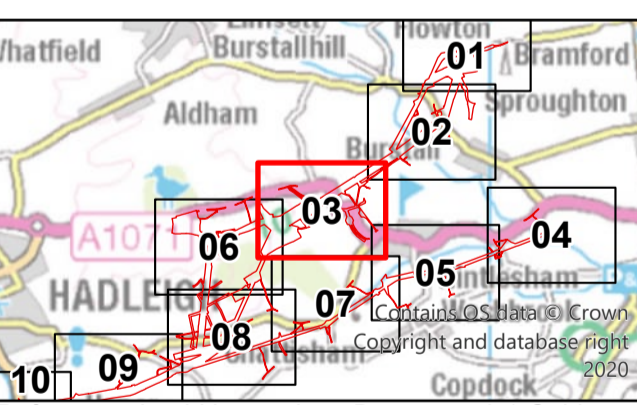 Flowton
01
Whatfield
Burstallhill
Bramford
Aldham
Sproughton
02
Burstall
03
A1071
06
04
05
HADLEIGH
07
Contains OS data © Crown
08
Copyright and database right
09
2020
10
Copdock